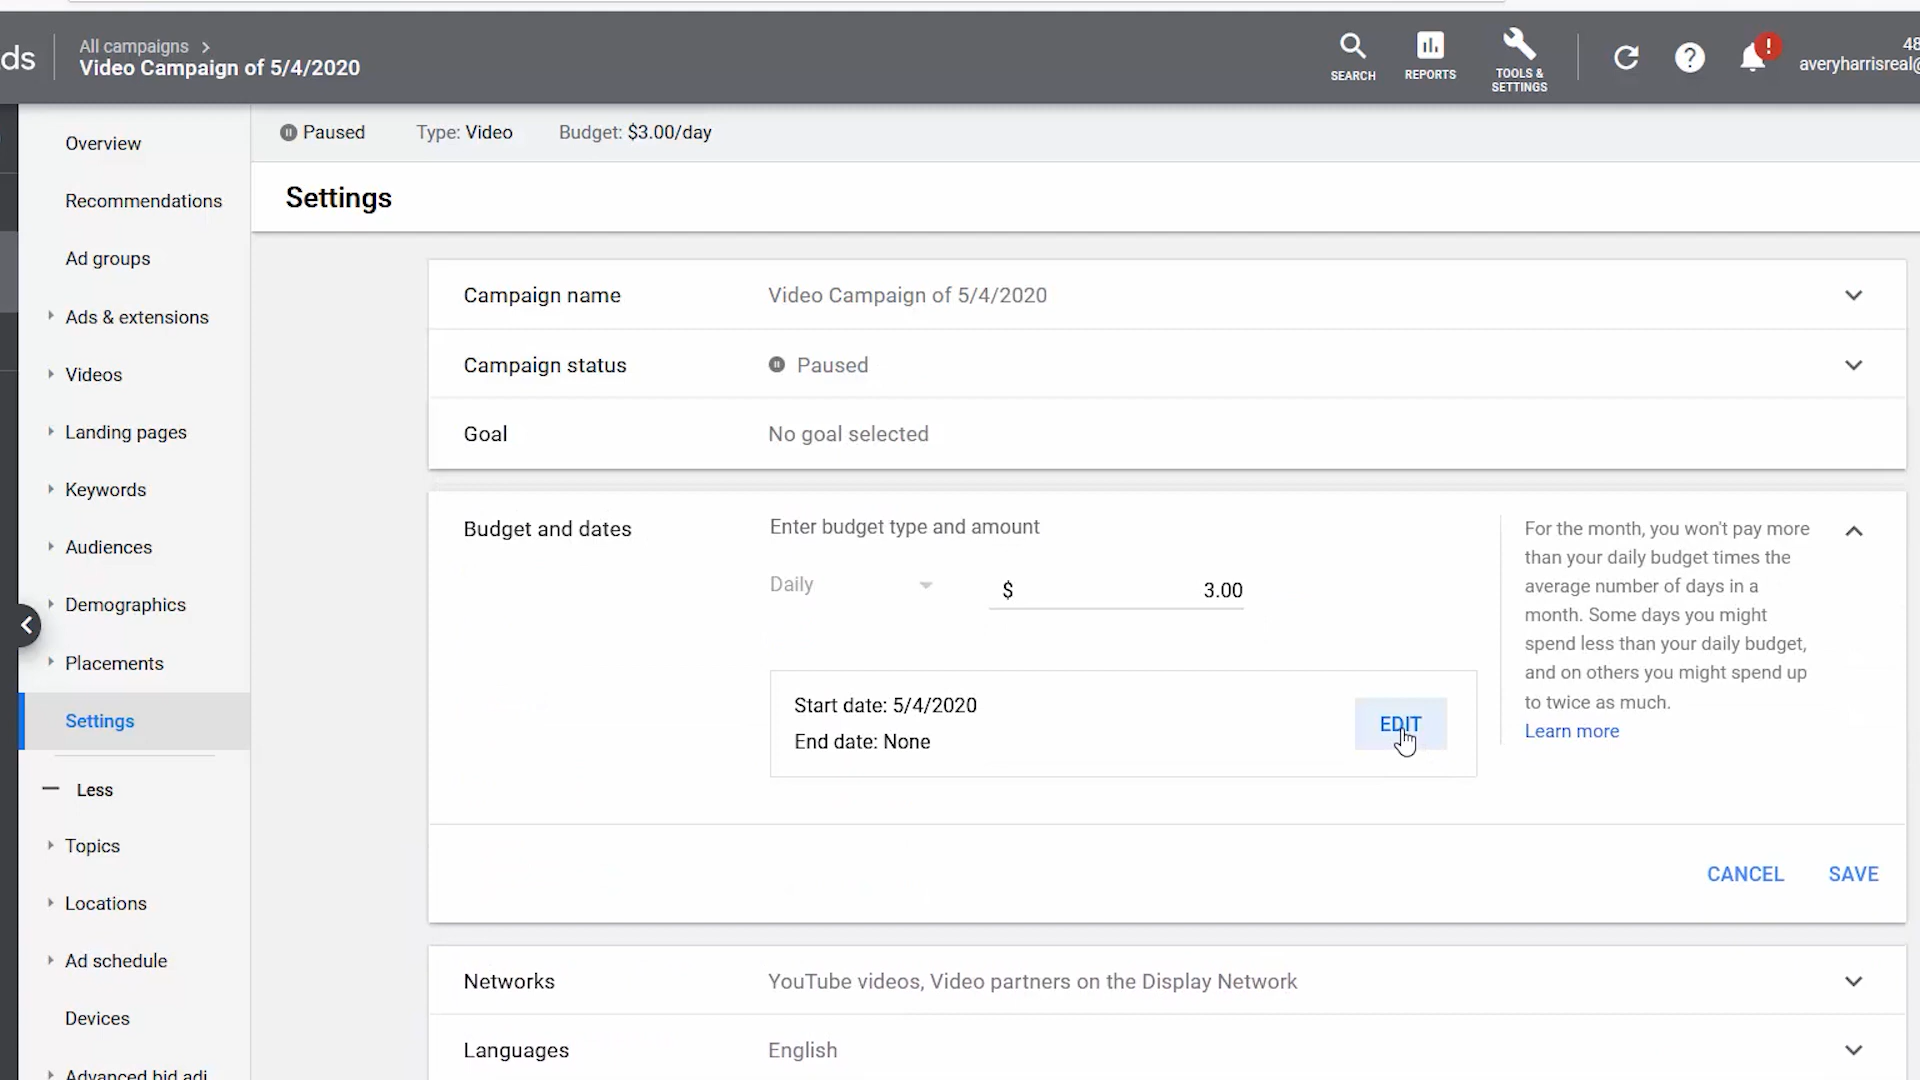 ds
All campaigns
Video Campaign of 5/4/2020
SEARCH
REPORTS
TOOLS &
SETTINGS
48
averyharrisreal@
Paused
Type: Video
Budget: $3.00/day
Overview
Recommendations
Ad groups
Ads & extensions
Videos
Landing pages
Keywords
Audiences
Demographics
Placements
Settings
Less
Topics
Locations
Ad schedule
Devices
Advanced bid adj
Settings
Campaign name
Video Campaign of 5/4/2020
Campaign status
Paused
Goal
No goal selected
Budget and dates
Enter budget type and amount
Daily
$ 3.00
Start date: 5/4/2020
End date: None
EDIT
For the month, you won't pay more
than your daily budget times the
average number of days in a
month. Some days you might
spend less than your daily budget,
and on others you might spend up
to twice as much.
Learn more
CANCEL
SAVE
Networks
YouTube videos, Video partners on the Display Network
Languages
English